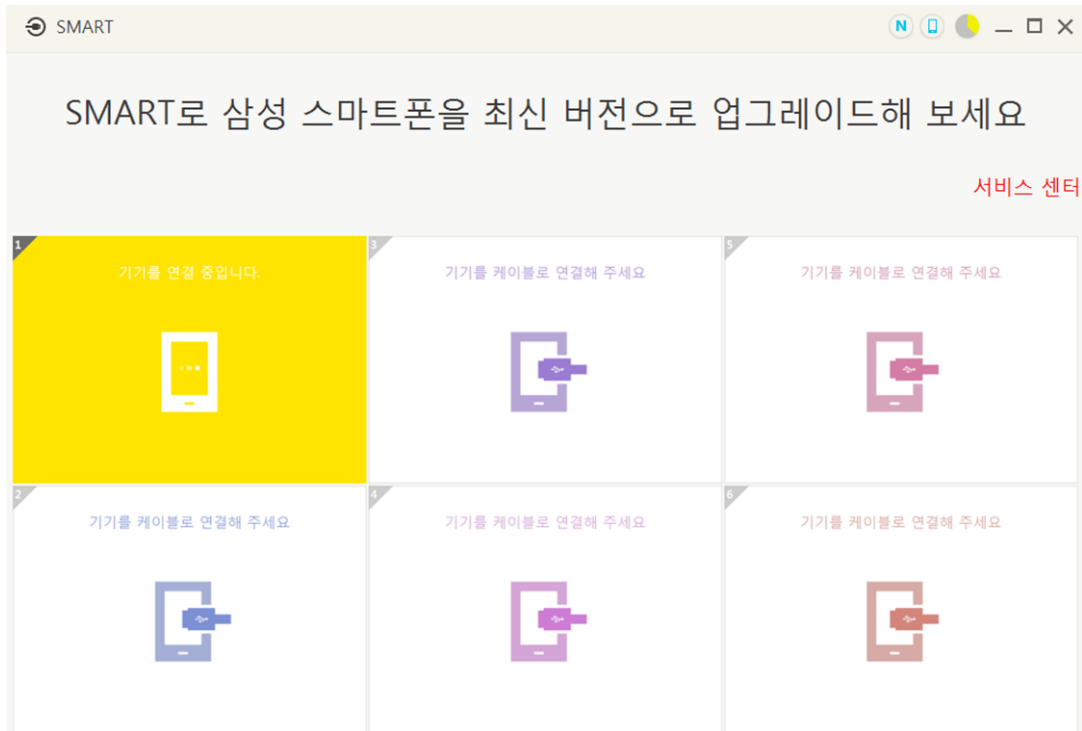 SMART
N
SMART로 삼성 스마트폰을 최신 버전으로 업그레이드해 보세요
서비스 센터
1
기기를 연결 중입니다.
3
기기를 케이블로 연결해 주세요
5
기기를 케이블로 연결해 주세요
2
기기를 케이블로 연결해 주세요
4
기기를 케이블로 연결해 주세요
6
기기를 케이블로 연결해 주세요